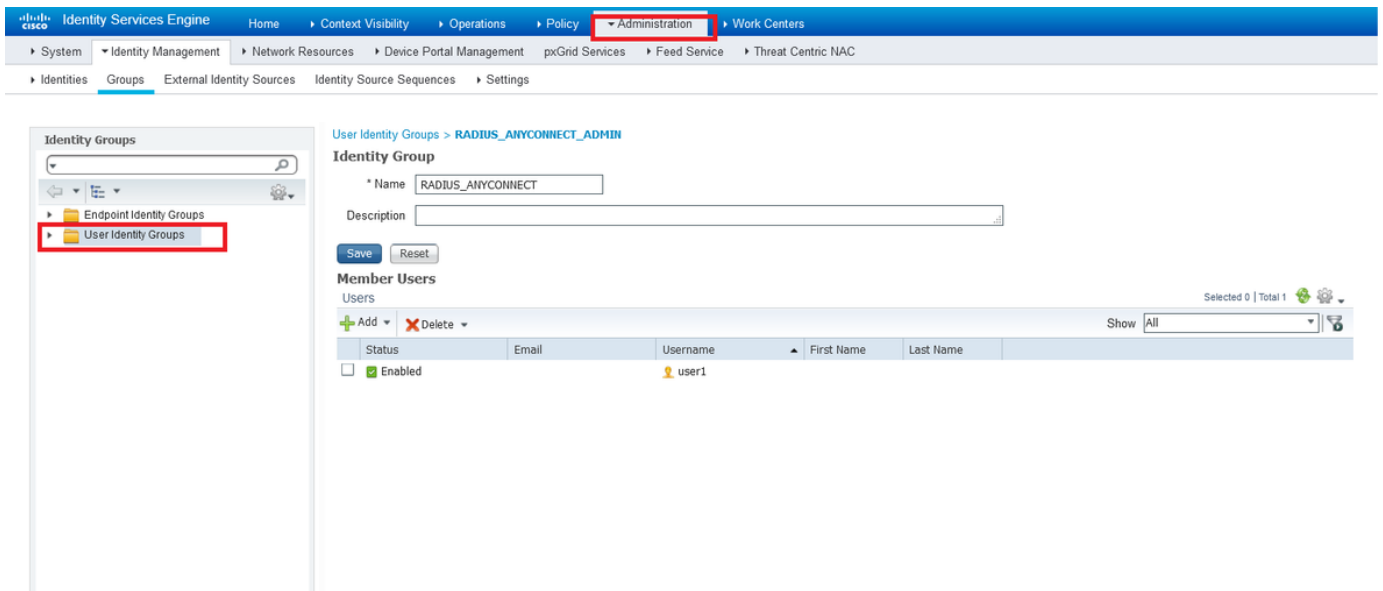 cisco Identity Services Engine Home Context Visibility Operations Policy Administration Work Centers
System Identity Management Network Resources Device Portal Management pxGrid Services Feed Service Threat Centric NAC
Identities Groups External Identity Sources Identity Source Sequences Settings
Identity Groups
Endpoint Identity Groups
User Identity Groups
User Identity Groups > RADIUS_ANYCONNECT_ADMIN
Identity Group
* Name RADIUS_ANYCONNECT
Description
Save Reset
Member Users
Users Selected 0 | Total 1
Add Delete Show All
Status Email Username First Name Last Name
Enabled user1